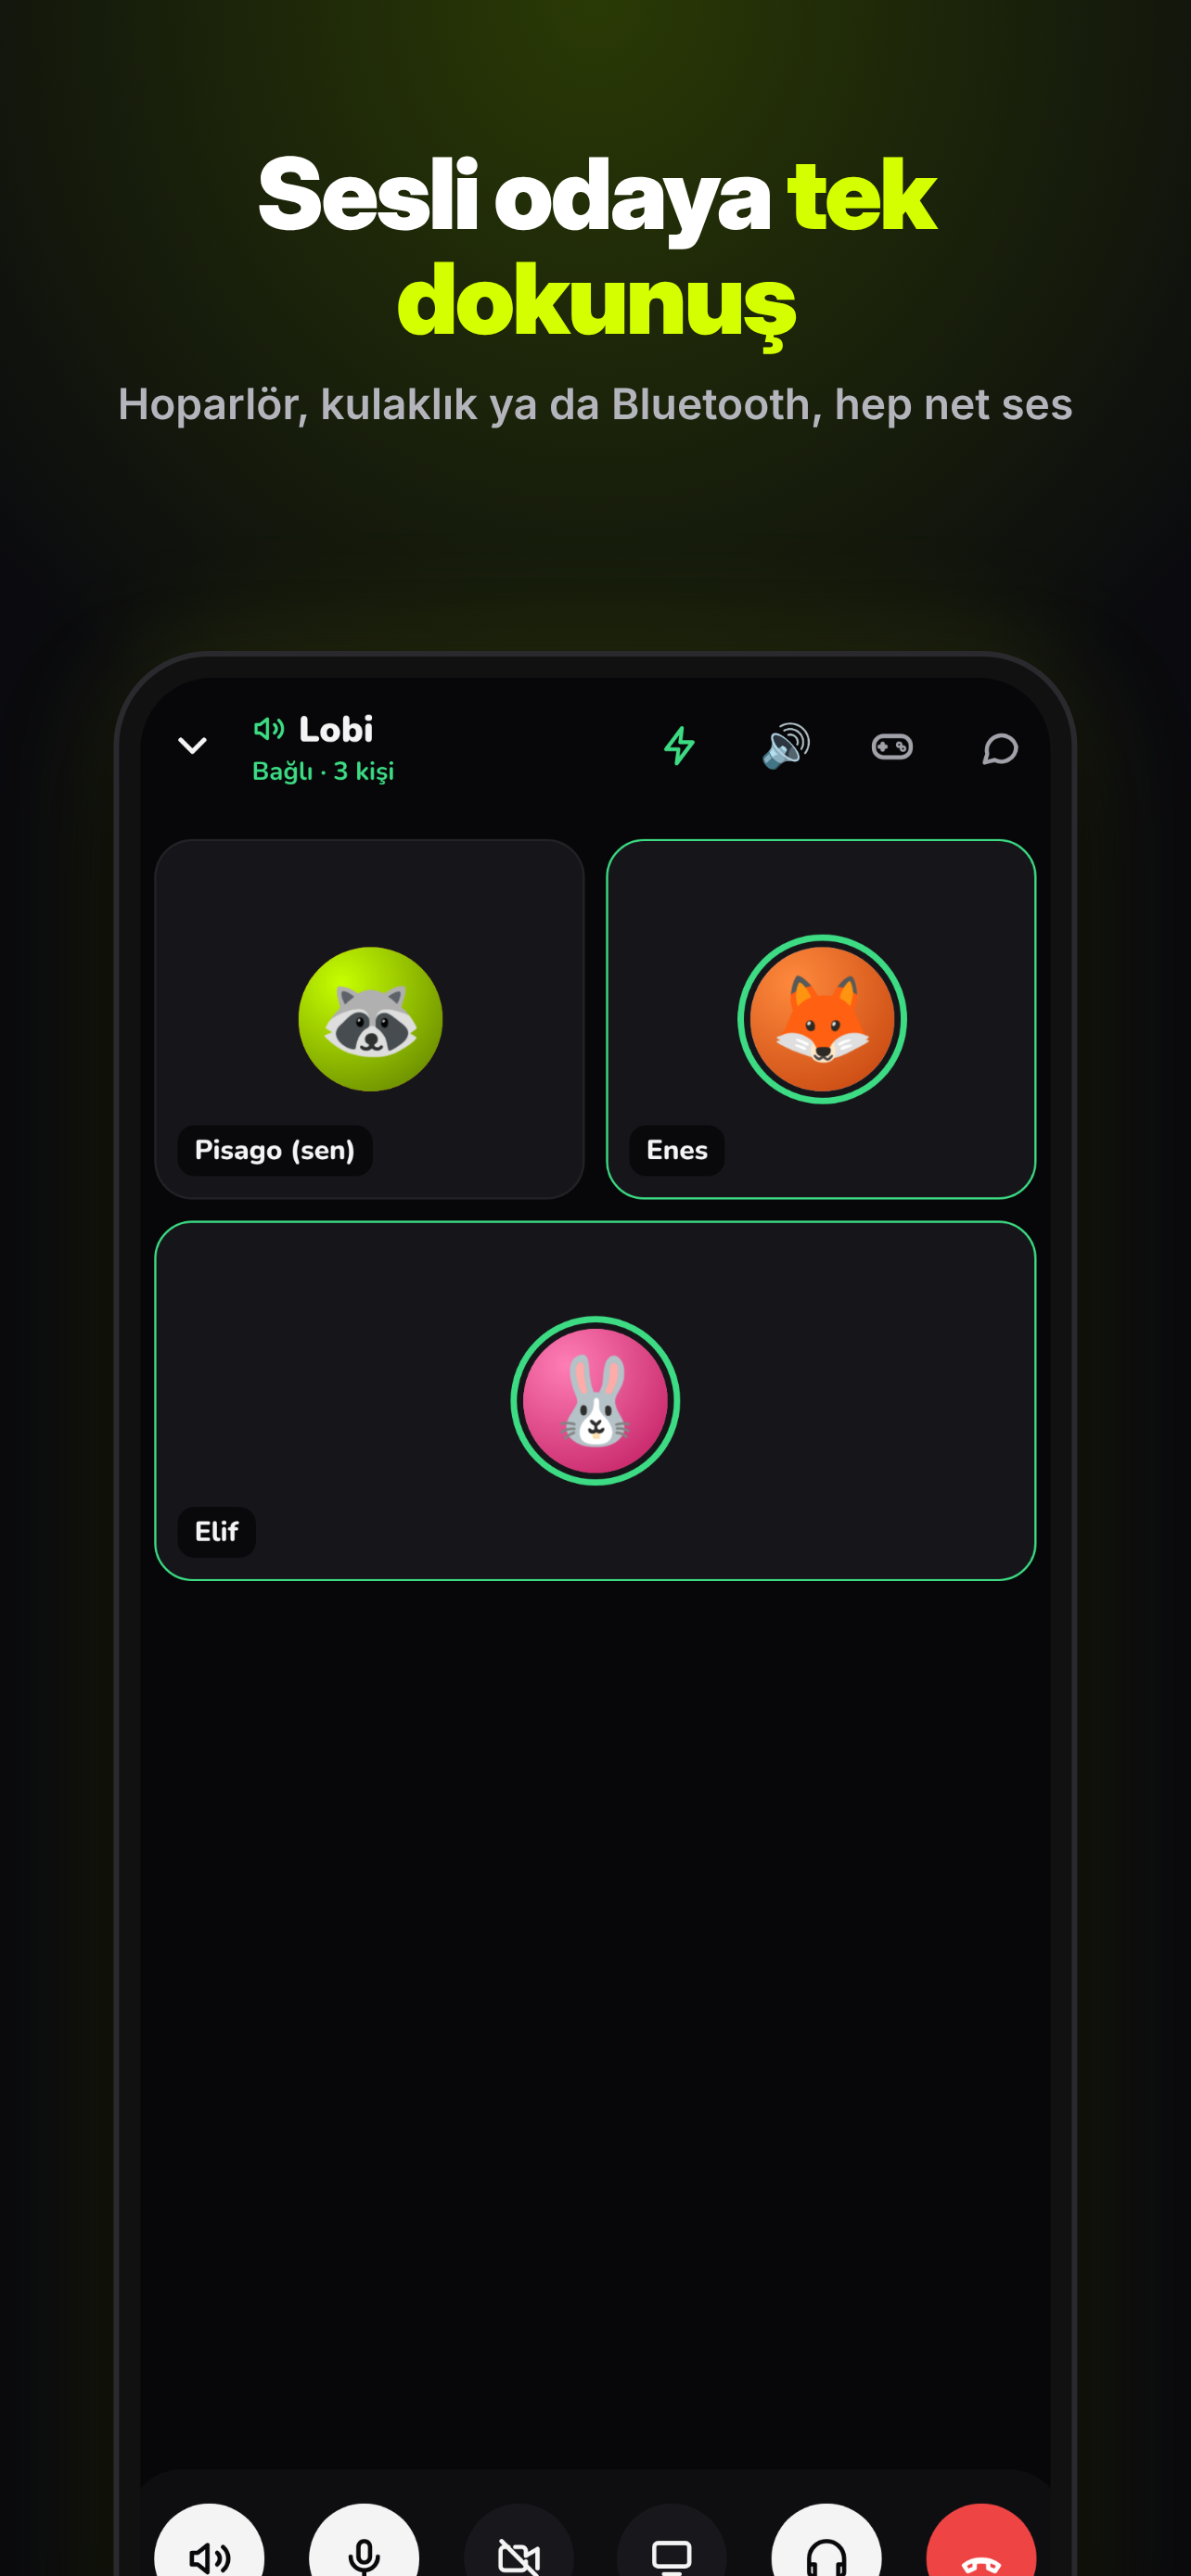 Sesli odaya tek
dokunuş
Hoparlör, kulaklık ya da Bluetooth, hep net ses
Lobi
Bağlı · 3 kişi
Pisago (sen)
Enes
Elif